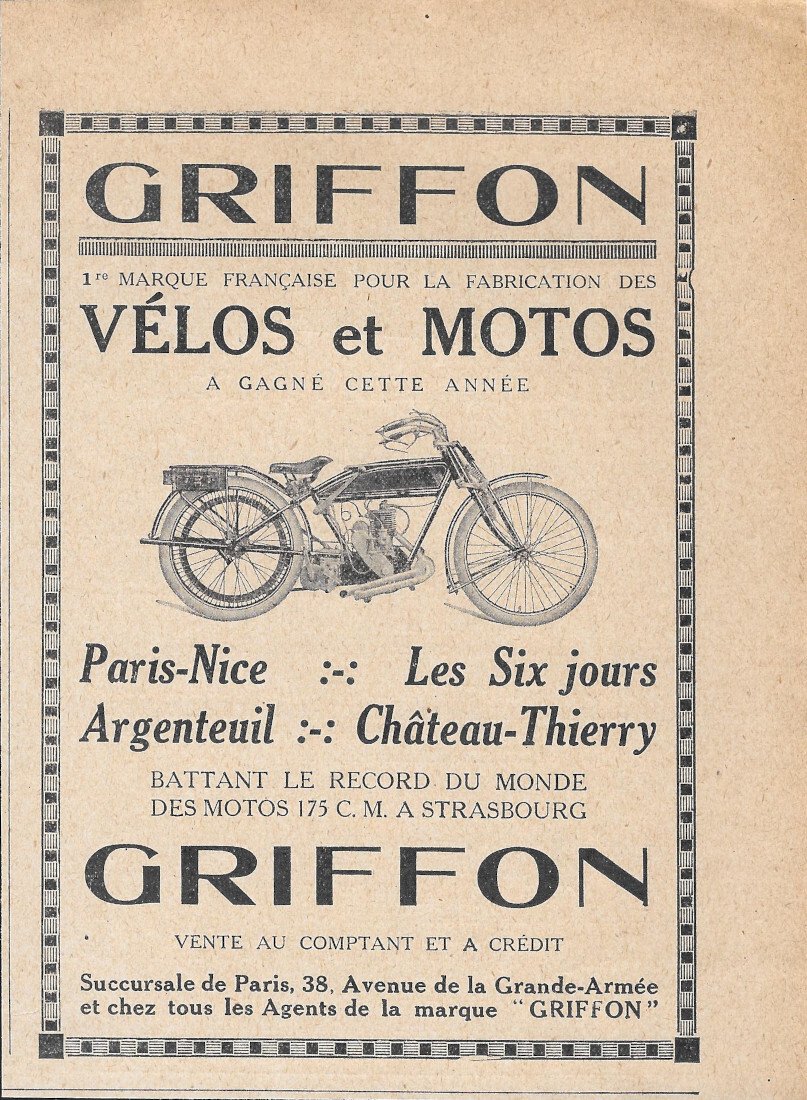 GRIFFON
1re MARQUE FRANÇAISE POUR LA FABRICATION DES
VÉLOS et MOTOS
A GAGNÉ CETTE ANNÉE
Paris-Nice :-: Les Six jours
Argenteuil :-: Château-Thierry
BATTANT LE RECORD DU MONDE
DES MOTOS 175 C. M. A STRASBOURG
GRIFFON
VENTE AU COMPTANT ET A CRÉDIT
Succursale de Paris, 38, Avenue de la Grande-Armée
et chez tous les Agents de la marque "GRIFFON"